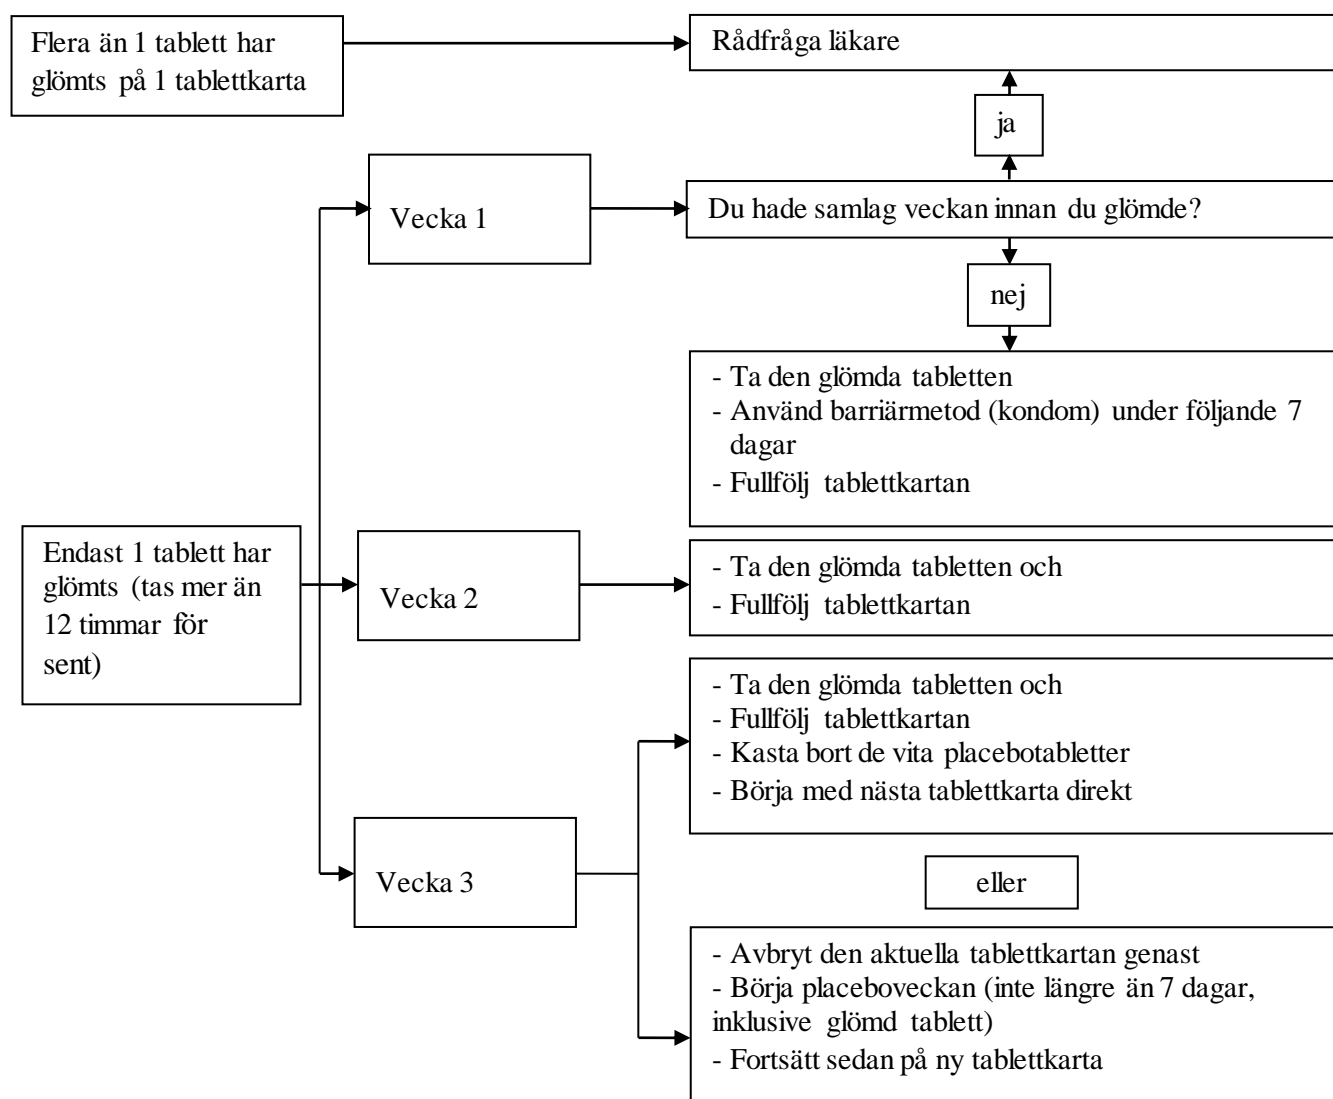 Flera än 1 tablett har
glömts på 1 tablettkarta
Rådfråga läkare
ja
Vecka 1
Du hade samlag veckan innan du glömde?
nej
- Ta den glömda tabletten
- Använd barriärmetod (kondom) under följande 7
dagar
- Fullfölj tablettkartan
Endast 1 tablett har
glömts (tas mer än
12 timmar för
sent)
Vecka 2
- Ta den glömda tabletten och
- Fullfölj tablettkartan
Vecka 3
- Ta den glömda tabletten och
- Fullfölj tablettkartan
- Kasta bort de vita placebotabletter
- Börja med nästa tablettkarta direkt
eller
- Avbryt den aktuella tablettkartan genast
- Börja placeboveckan (inte längre än 7 dagar,
inklusive glömd tablett)
- Fortsätt sedan på ny tablettkarta